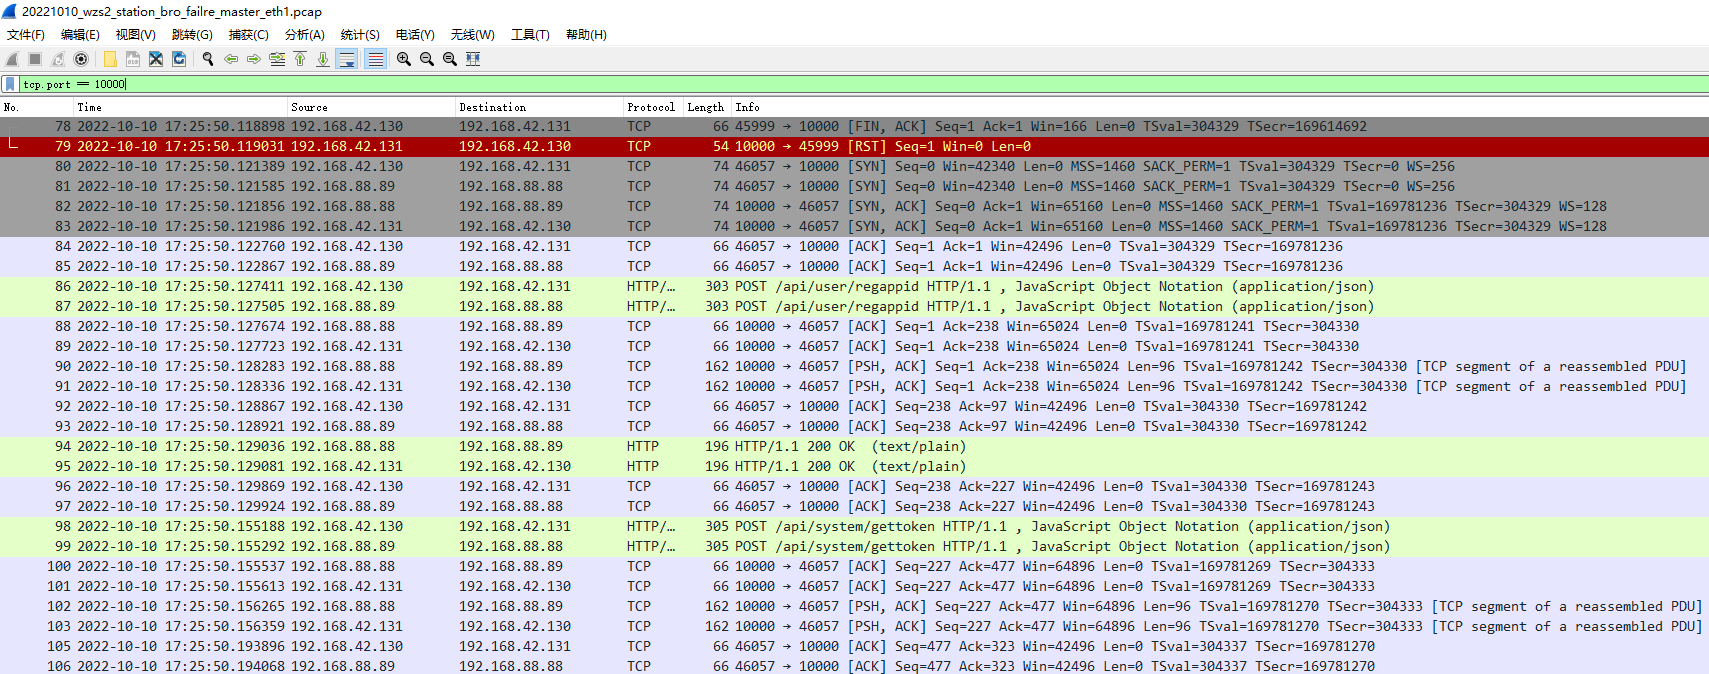 20221010_wzs2_station_bro_failre_master_eth1.pcap
文件(F) 编辑(E) 视图(V) 跳转(G) 捕获(C) 分析(A) 统计(S) 电话(Y) 无线(W) 工具(T) 帮助(H)
tcp.port == 10000
No. Time Source Destination Protocol Length Info
78 2022-10-10 17:25:50.118898 192.168.42.130 192.168.42.131 TCP 66 45999 → 10000 [FIN, ACK] Seq=1 Ack=1 Win=166 Len=0 TSval=304329 TSecr=169614692
79 2022-10-10 17:25:50.119031 192.168.42.131 192.168.42.130 TCP 54 10000 → 45999 [RST] Seq=1 Win=0 Len=0
80 2022-10-10 17:25:50.121389 192.168.42.130 192.168.42.131 TCP 74 46057 → 10000 [SYN] Seq=0 Win=42340 Len=0 MSS=1460 SACK_PERM=1 TSval=304329 TSecr=0 WS=256
81 2022-10-10 17:25:50.121585 192.168.88.89 192.168.88.88 TCP 74 46057 → 10000 [SYN] Seq=0 Win=42340 Len=0 MSS=1460 SACK_PERM=1 TSval=304329 TSecr=0 WS=256
82 2022-10-10 17:25:50.121856 192.168.88.88 192.168.88.89 TCP 74 10000 → 46057 [SYN, ACK] Seq=0 Ack=1 Win=65160 Len=0 MSS=1460 SACK_PERM=1 TSval=169781236 TSecr=304329 WS=128
83 2022-10-10 17:25:50.121986 192.168.42.131 192.168.42.130 TCP 74 10000 → 46057 [SYN, ACK] Seq=0 Ack=1 Win=65160 Len=0 MSS=1460 SACK_PERM=1 TSval=169781236 TSecr=304329 WS=128
84 2022-10-10 17:25:50.122760 192.168.42.130 192.168.42.131 TCP 66 46057 → 10000 [ACK] Seq=1 Ack=1 Win=42496 Len=0 TSval=304329 TSecr=169781236
85 2022-10-10 17:25:50.122867 192.168.88.89 192.168.88.88 TCP 66 46057 → 10000 [ACK] Seq=1 Ack=1 Win=42496 Len=0 TSval=304329 TSecr=169781236
86 2022-10-10 17:25:50.127411 192.168.42.130 192.168.42.131 HTTP/… 303 POST /api/user/regappid HTTP/1.1 , JavaScript Object Notation (application/json)
87 2022-10-10 17:25:50.127505 192.168.88.89 192.168.88.88 HTTP/… 303 POST /api/user/regappid HTTP/1.1 , JavaScript Object Notation (application/json)
88 2022-10-10 17:25:50.127674 192.168.88.88 192.168.88.89 TCP 66 10000 → 46057 [ACK] Seq=1 Ack=238 Win=65024 Len=0 TSval=169781241 TSecr=304330
89 2022-10-10 17:25:50.127723 192.168.42.131 192.168.42.130 TCP 66 10000 → 46057 [ACK] Seq=1 Ack=238 Win=65024 Len=0 TSval=169781241 TSecr=304330
90 2022-10-10 17:25:50.128283 192.168.88.88 192.168.88.89 TCP 162 10000 → 46057 [PSH, ACK] Seq=1 Ack=238 Win=65024 Len=96 TSval=169781242 TSecr=304330 [TCP segment of a reassembled PDU]
91 2022-10-10 17:25:50.128336 192.168.42.131 192.168.42.130 TCP 162 10000 → 46057 [PSH, ACK] Seq=1 Ack=238 Win=65024 Len=96 TSval=169781242 TSecr=304330 [TCP segment of a reassembled PDU]
92 2022-10-10 17:25:50.128867 192.168.42.130 192.168.42.131 TCP 66 46057 → 10000 [ACK] Seq=238 Ack=97 Win=42496 Len=0 TSval=304330 TSecr=169781242
93 2022-10-10 17:25:50.128921 192.168.88.89 192.168.88.88 TCP 66 46057 → 10000 [ACK] Seq=238 Ack=97 Win=42496 Len=0 TSval=304330 TSecr=169781242
94 2022-10-10 17:25:50.129036 192.168.88.88 192.168.88.89 HTTP 196 HTTP/1.1 200 OK (text/plain)
95 2022-10-10 17:25:50.129081 192.168.42.131 192.168.42.130 HTTP 196 HTTP/1.1 200 OK (text/plain)
96 2022-10-10 17:25:50.129869 192.168.42.130 192.168.42.131 TCP 66 46057 → 10000 [ACK] Seq=238 Ack=227 Win=42496 Len=0 TSval=304330 TSecr=169781243
97 2022-10-10 17:25:50.129924 192.168.88.89 192.168.88.88 TCP 66 46057 → 10000 [ACK] Seq=238 Ack=227 Win=42496 Len=0 TSval=304330 TSecr=169781243
98 2022-10-10 17:25:50.155188 192.168.42.130 192.168.42.131 HTTP/… 305 POST /api/system/gettoken HTTP/1.1 , JavaScript Object Notation (application/json)
99 2022-10-10 17:25:50.155292 192.168.88.89 192.168.88.88 HTTP/… 305 POST /api/system/gettoken HTTP/1.1 , JavaScript Object Notation (application/json)
100 2022-10-10 17:25:50.155537 192.168.88.88 192.168.88.89 TCP 66 10000 → 46057 [ACK] Seq=227 Ack=477 Win=64896 Len=0 TSval=169781269 TSecr=304333
101 2022-10-10 17:25:50.155613 192.168.42.131 192.168.42.130 TCP 66 10000 → 46057 [ACK] Seq=227 Ack=477 Win=64896 Len=0 TSval=169781269 TSecr=304333
102 2022-10-10 17:25:50.156265 192.168.88.88 192.168.88.89 TCP 162 10000 → 46057 [PSH, ACK] Seq=227 Ack=477 Win=64896 Len=96 TSval=169781270 TSecr=304333 [TCP segment of a reassembled PDU]
103 2022-10-10 17:25:50.156359 192.168.42.131 192.168.42.130 TCP 162 10000 → 46057 [PSH, ACK] Seq=227 Ack=477 Win=64896 Len=96 TSval=169781270 TSecr=304333 [TCP segment of a reassembled PDU]
105 2022-10-10 17:25:50.193896 192.168.42.130 192.168.42.131 TCP 66 46057 → 10000 [ACK] Seq=477 Ack=323 Win=42496 Len=0 TSval=304337 TSecr=169781270
106 2022-10-10 17:25:50.194068 192.168.88.89 192.168.88.88 TCP 66 46057 → 10000 [ACK] Seq=477 Ack=323 Win=42496 Len=0 TSval=304337 TSecr=169781270